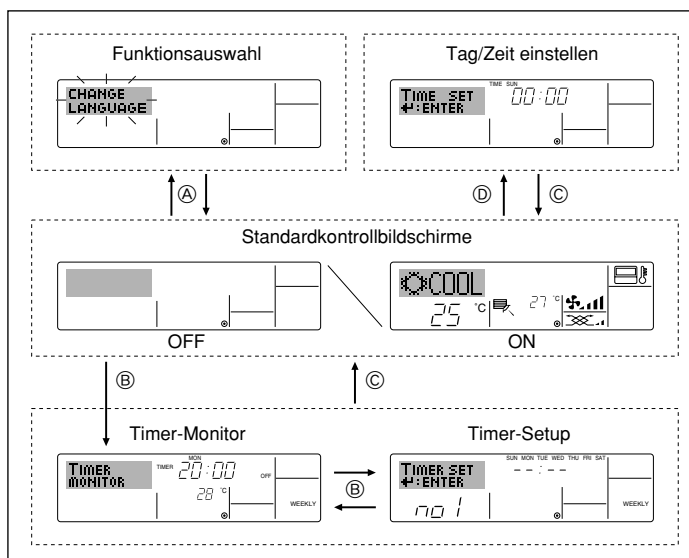 Funktionsauswahl
CHANGE
LANGUAGE
Tag/Zeit einstellen
TIME SUN
TIME SET 00:00
↵:ENTER
Ⓐ
Ⓓ Ⓒ
Standardkontrollbildschirme
OFF
COOL
25 °C 27 °C
ON
Ⓑ Ⓒ
Timer-Monitor
MON
TIMER TIMER 20:00 OFF
MONITOR
28 °C
WEEKLY
Ⓑ
Timer-Setup
SUN MON TUE WED THU FRI SAT
TIMER SET --:--
↵:ENTER
no 1 WEEKLY